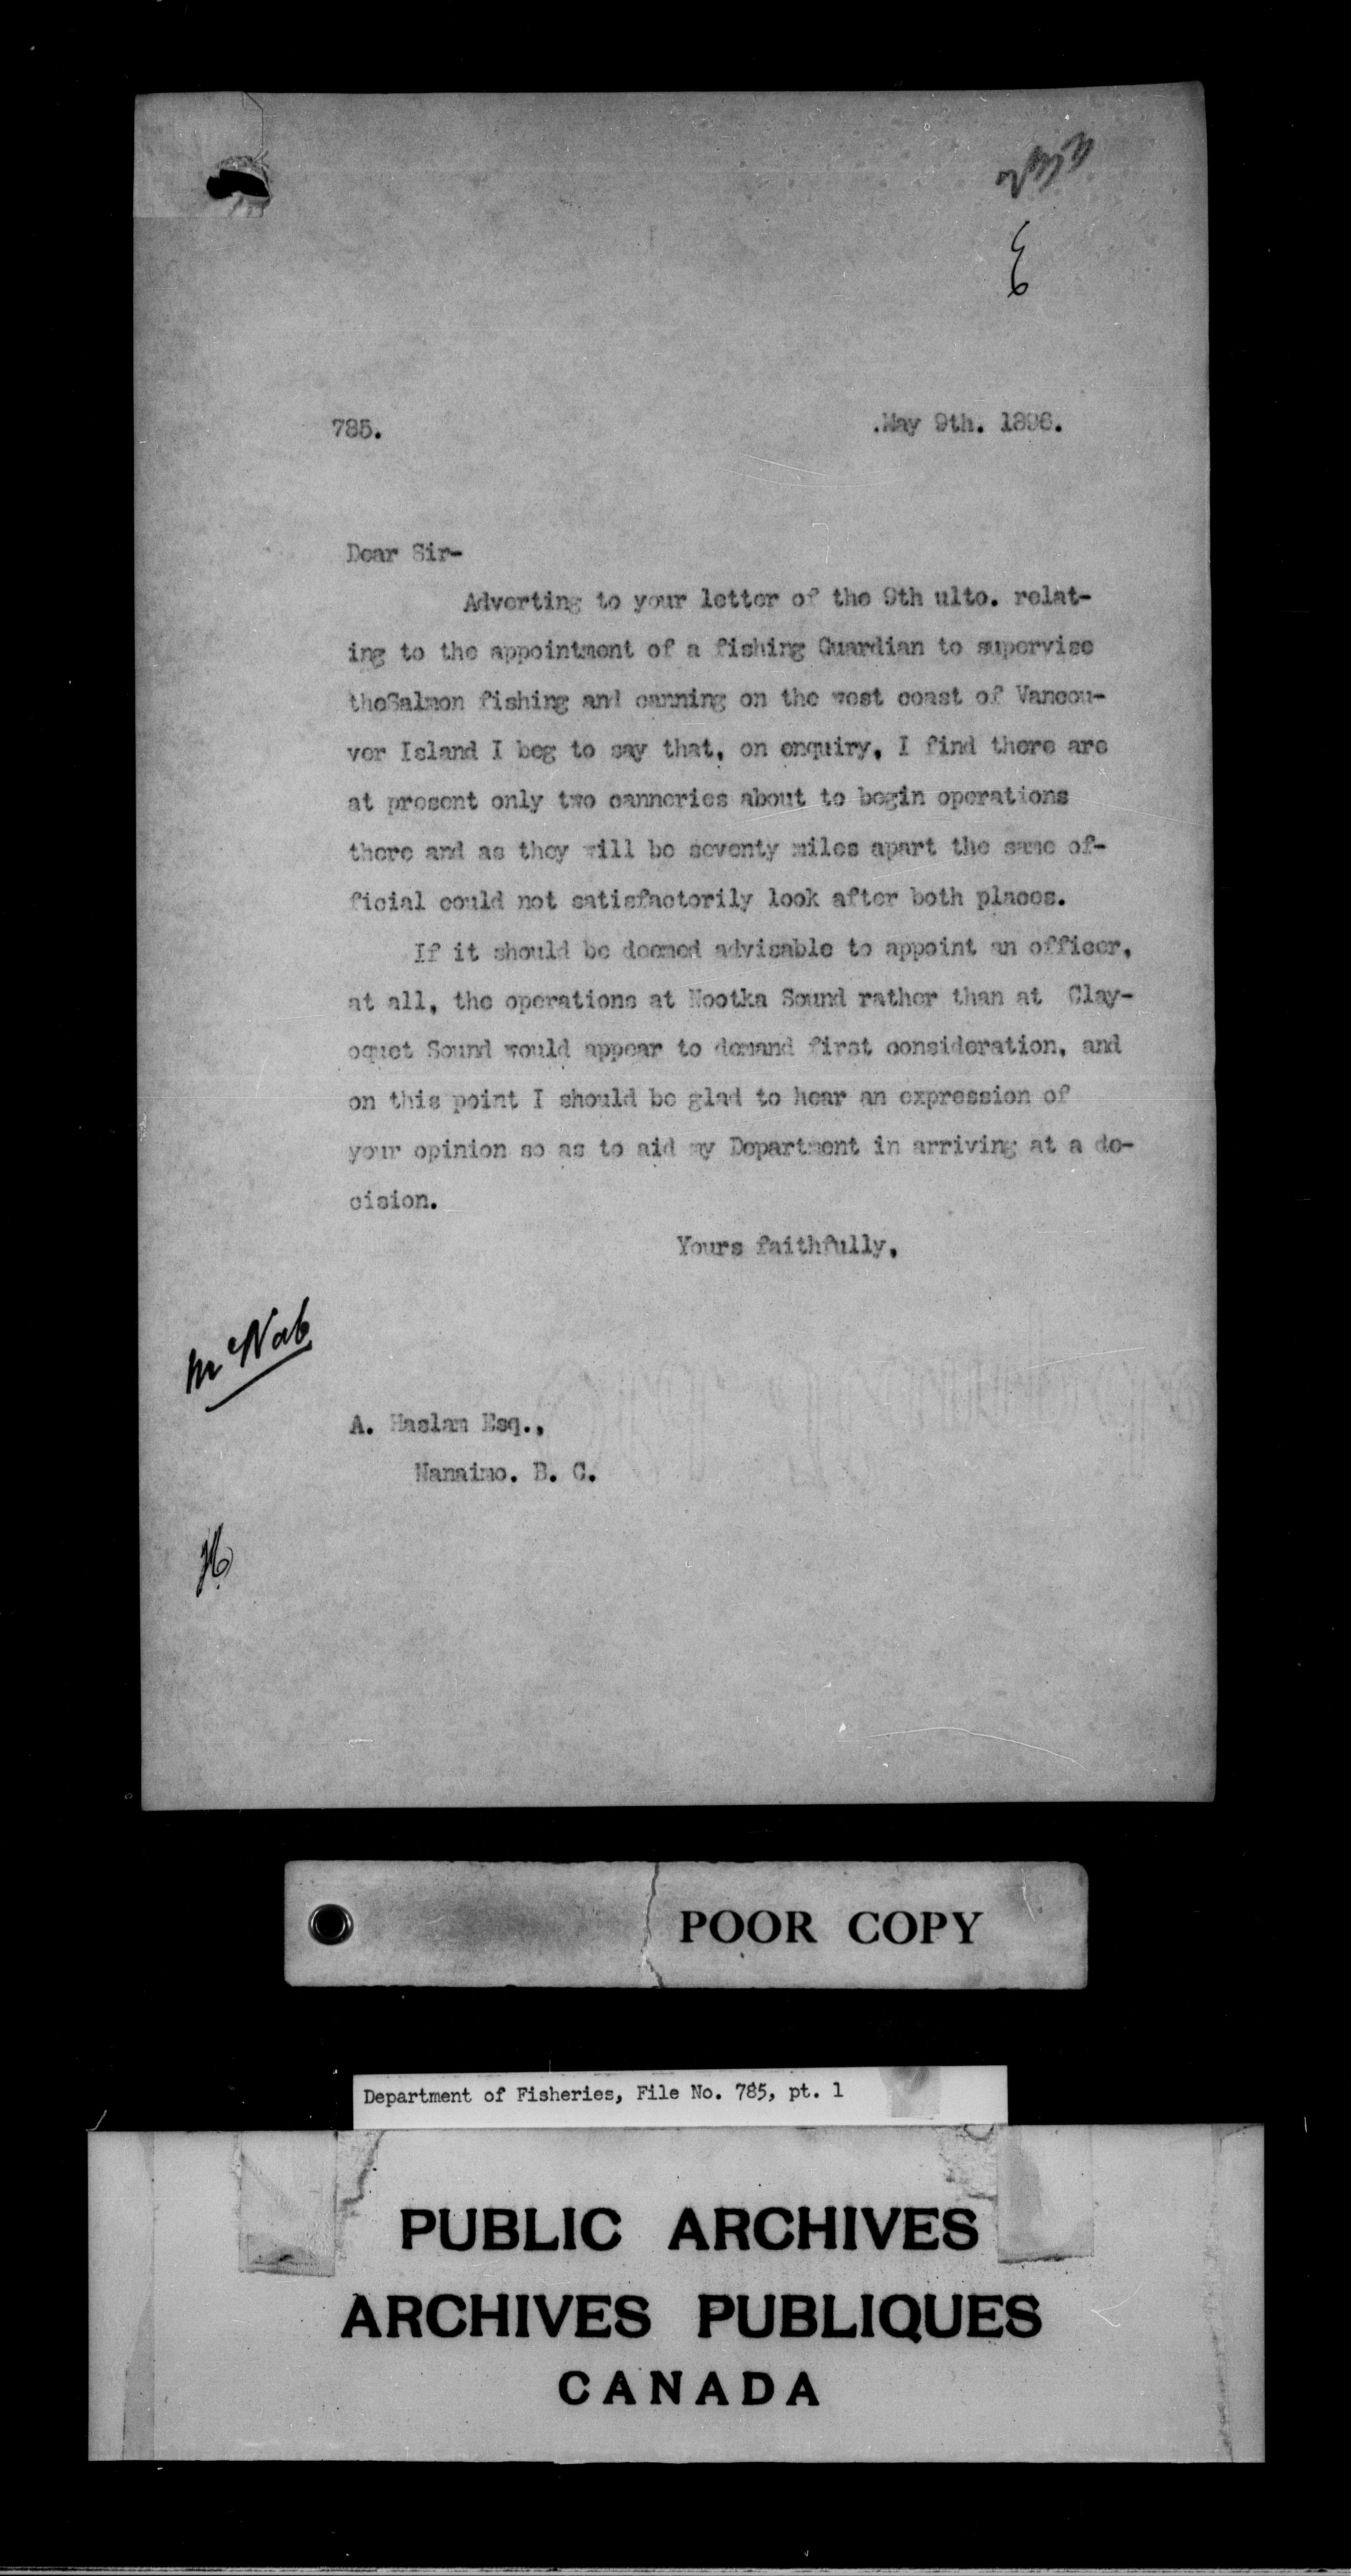 785.
.May 9th. 1896.
Dear Sir-
Adverting to your letter of the 9th ulto. relat-
ing to the appointment of a fishing Guardian to supervise
theSalmon fishing and canning on the west coast of Vancou-
ver Island I beg to say that, on enquiry, I find there are
at present only two canneries about to begin operations
there and as they will be seventy miles apart the same of-
ficial could not satisfactorily look after both places.
If it should be deemed advisable to appoint an officer,
at all, the operations at Nootka Sound rather than at Clay-
oquot Sound would appear to demand first consideration, and
on this point I should be glad to hear an expression of
your opinion so as to aid my Department in arriving at a de-
cision.
Yours faithfully,
McNab
A. Haslam Esq.,
Nanaimo. B. C.
POOR COPY
Department of Fisheries, File No. 785, pt. 1
PUBLIC ARCHIVES
ARCHIVES PUBLIQUES
CANADA